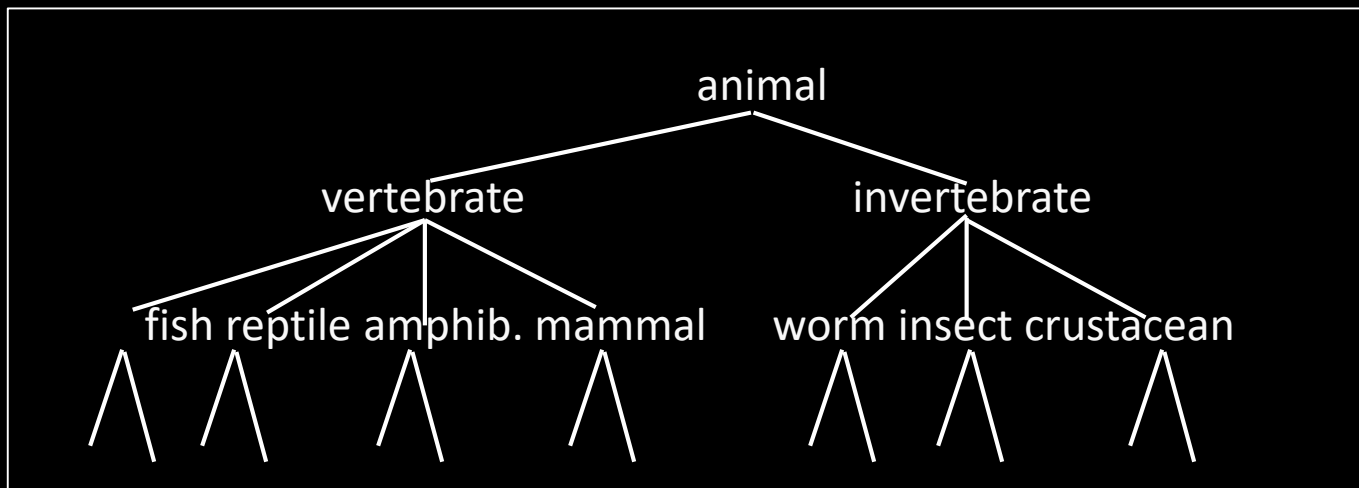 animal
vertebrate invertebrate
fish reptile amphib. mammal worm insect crustacean